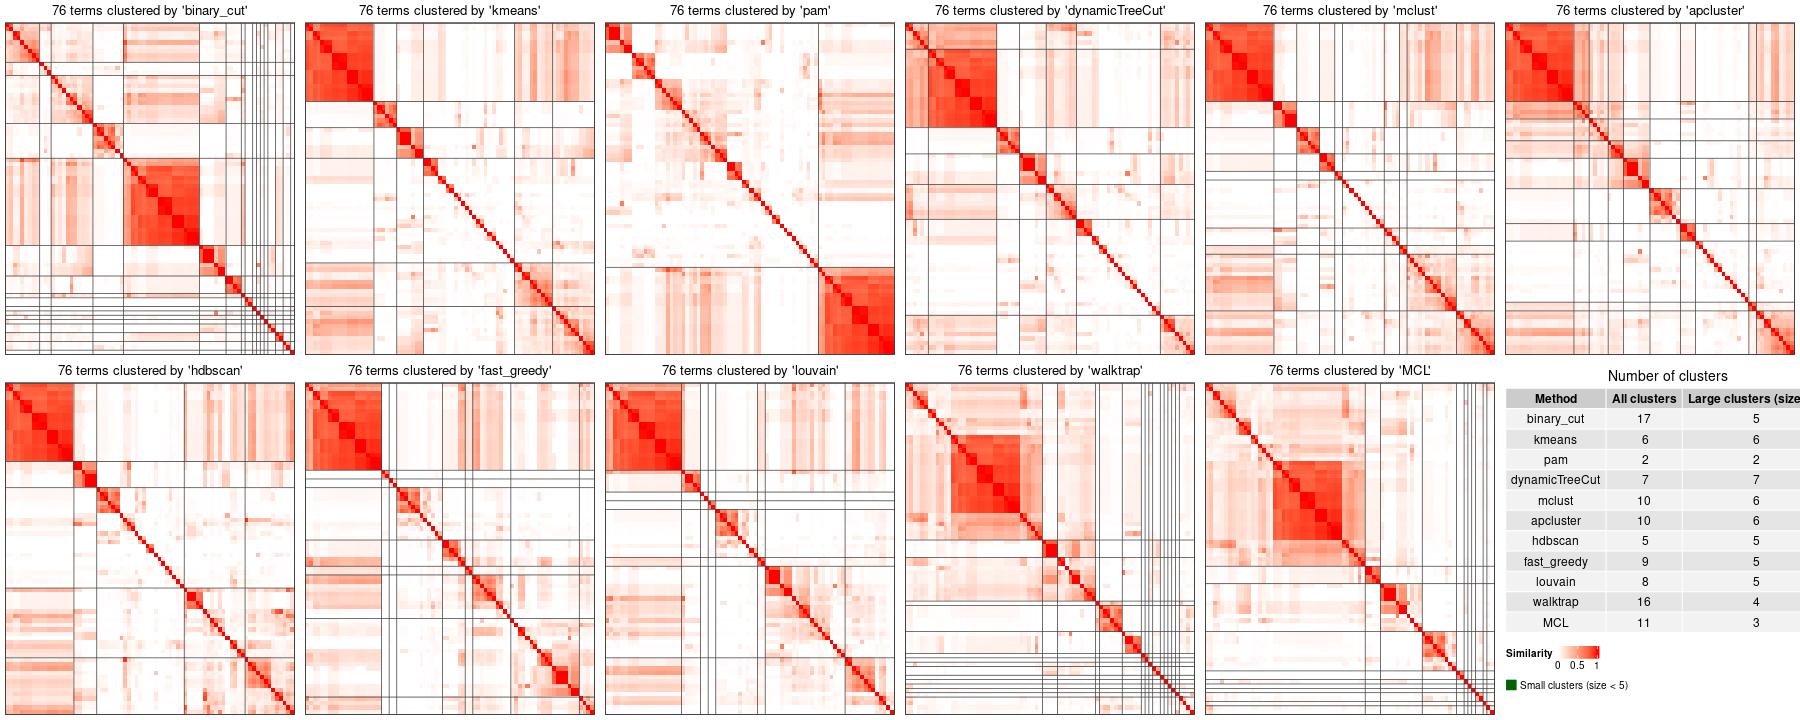 76 terms clustered by 'binary_cut'
76 terms clustered by 'kmeans'
76 terms clustered by 'pam'
76 terms clustered by 'dynamicTreeCut'
76 terms clustered by 'mclust'
76 terms clustered by 'apcluster'
76 terms clustered by 'hdbscan'
76 terms clustered by 'fast_greedy'
76 terms clustered by 'louvain'
76 terms clustered by 'walktrap'
76 terms clustered by 'MCL'
Number of clusters
Method All clusters Large clusters (size
binary_cut 17 5
kmeans 6 6
pam 2 2
dynamicTreeCut 7 7
mclust 10 6
apcluster 10 6
hdbscan 5 5
fast_greedy 9 5
louvain 8 5
walktrap 16 4
MCL 11 3
Similarity
0 0.5 1
Small clusters (size < 5)